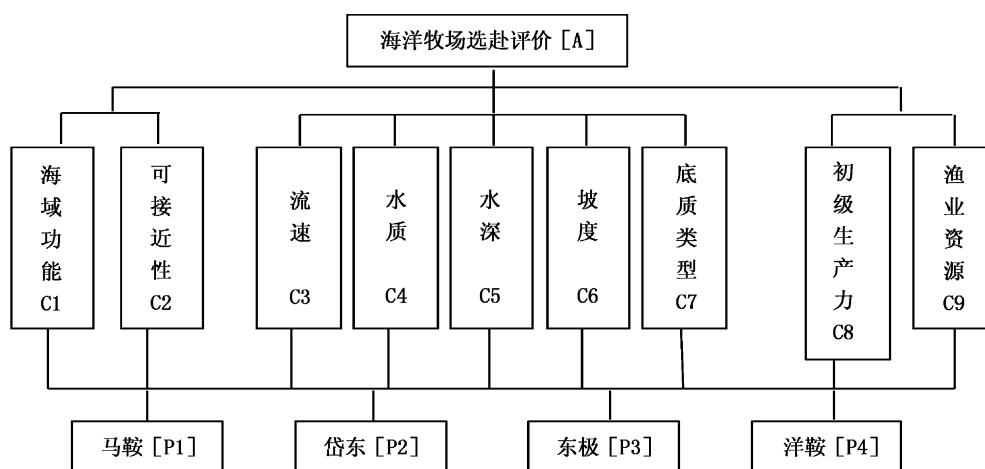 海洋牧场选赴评价 [A]
海域功能 C1
可接近性 C2
流速 C3
水质 C4
水深 C5
坡度 C6
底质类型 C7
初级生产力 C8
渔业资源 C9
马鞍 [P1]
岱东 [P2]
东极 [P3]
洋鞍 [P4]